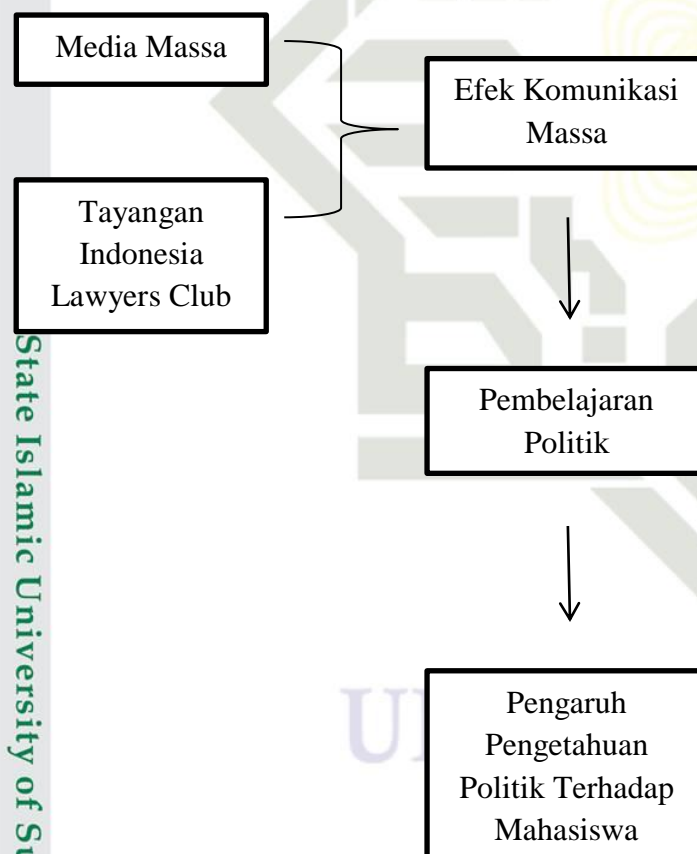 Media Massa
Efek Komunikasi
Massa
Tayangan
Indonesia
Lawyers Club
Pembelajaran
Politik
Pengaruh
Pengetahuan
Politik Terhadap
Mahasiswa
State Islamic University of